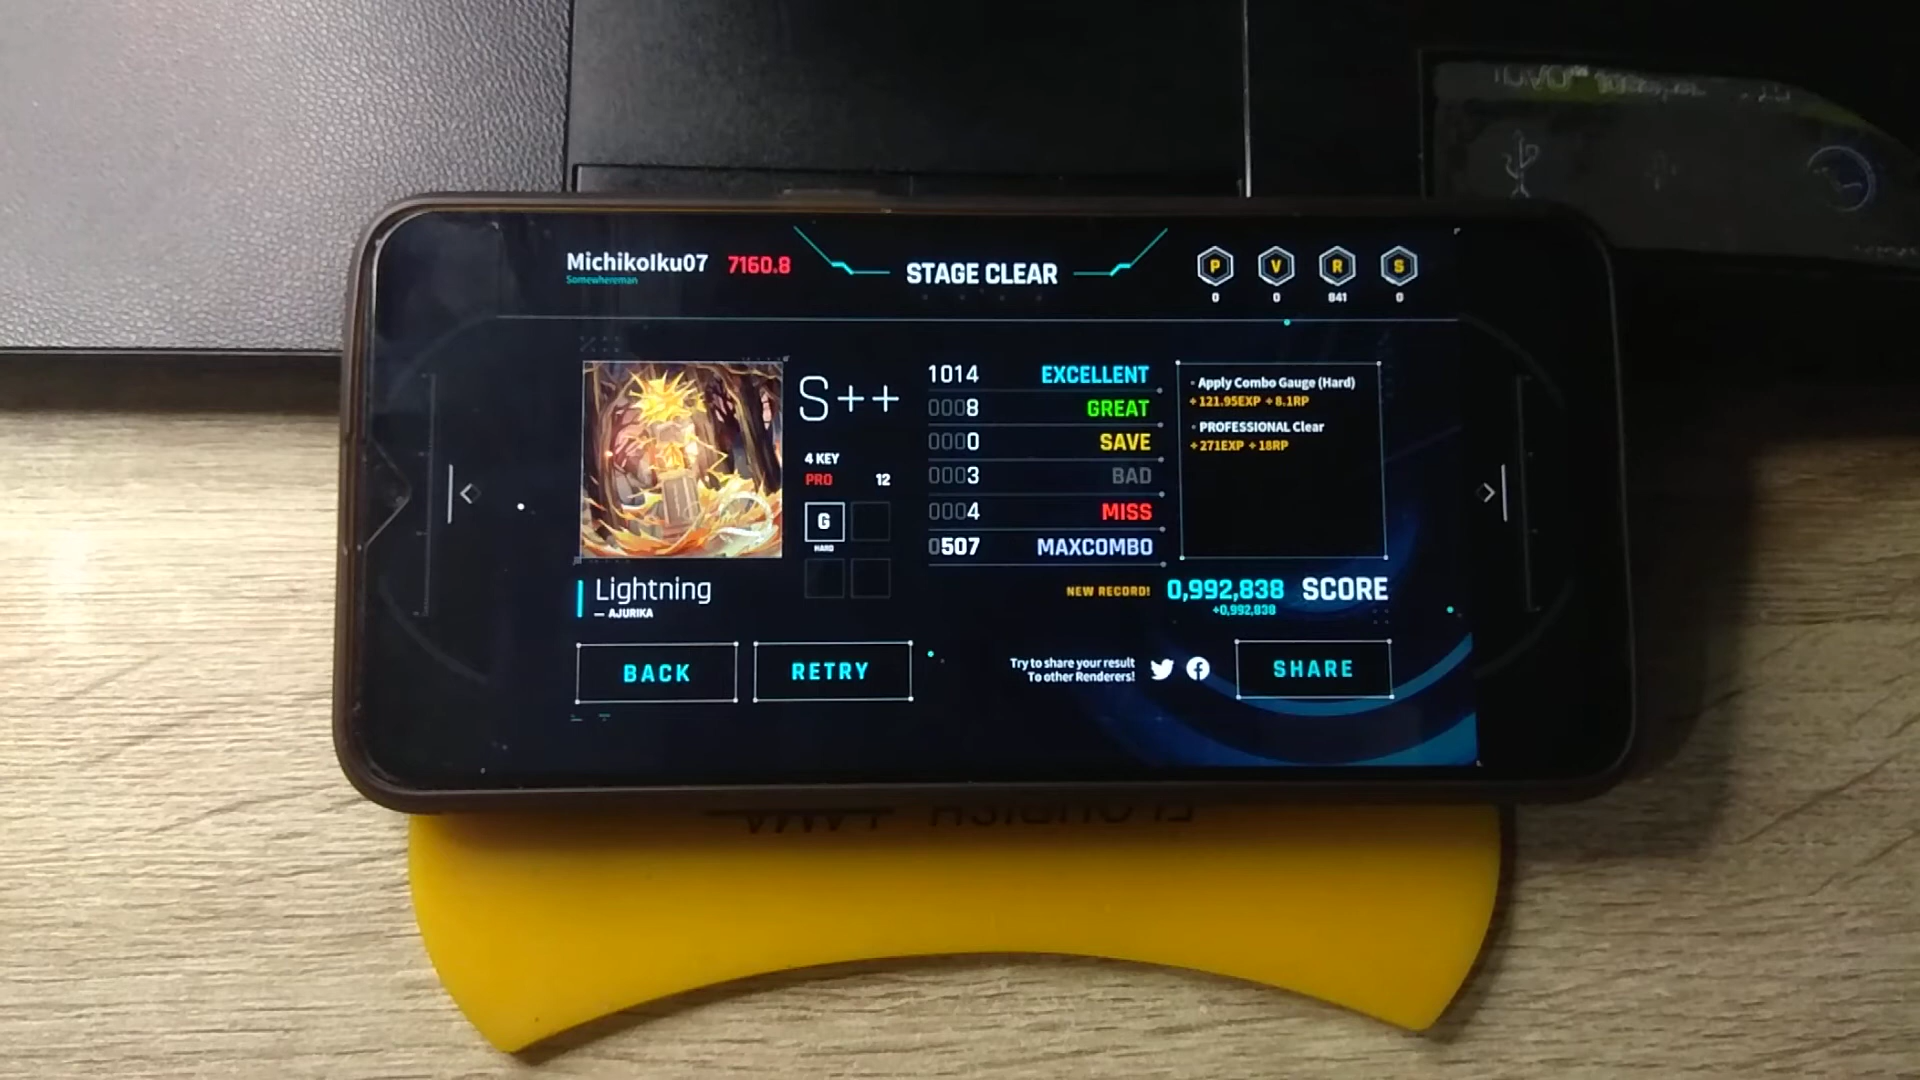 MichikoIku07 7160.8
Somewhereman
STAGE CLEAR
P V R S
0 0 841 0
S++
4 KEY
PRO 12
G
HARD
1014 EXCELLENT
0008 GREAT
0000 SAVE
0003 BAD
0004 MISS
0507 MAXCOMBO
- Apply Combo Gauge (Hard)
+121.95EXP +8.1RP
- PROFESSIONAL Clear
+271EXP +18RP
Lightning
— AJURIKA
NEW RECORD! 0,992,838 SCORE
+0,992,838
BACK
RETRY
Try to share your result
To other Renderers!
SHARE